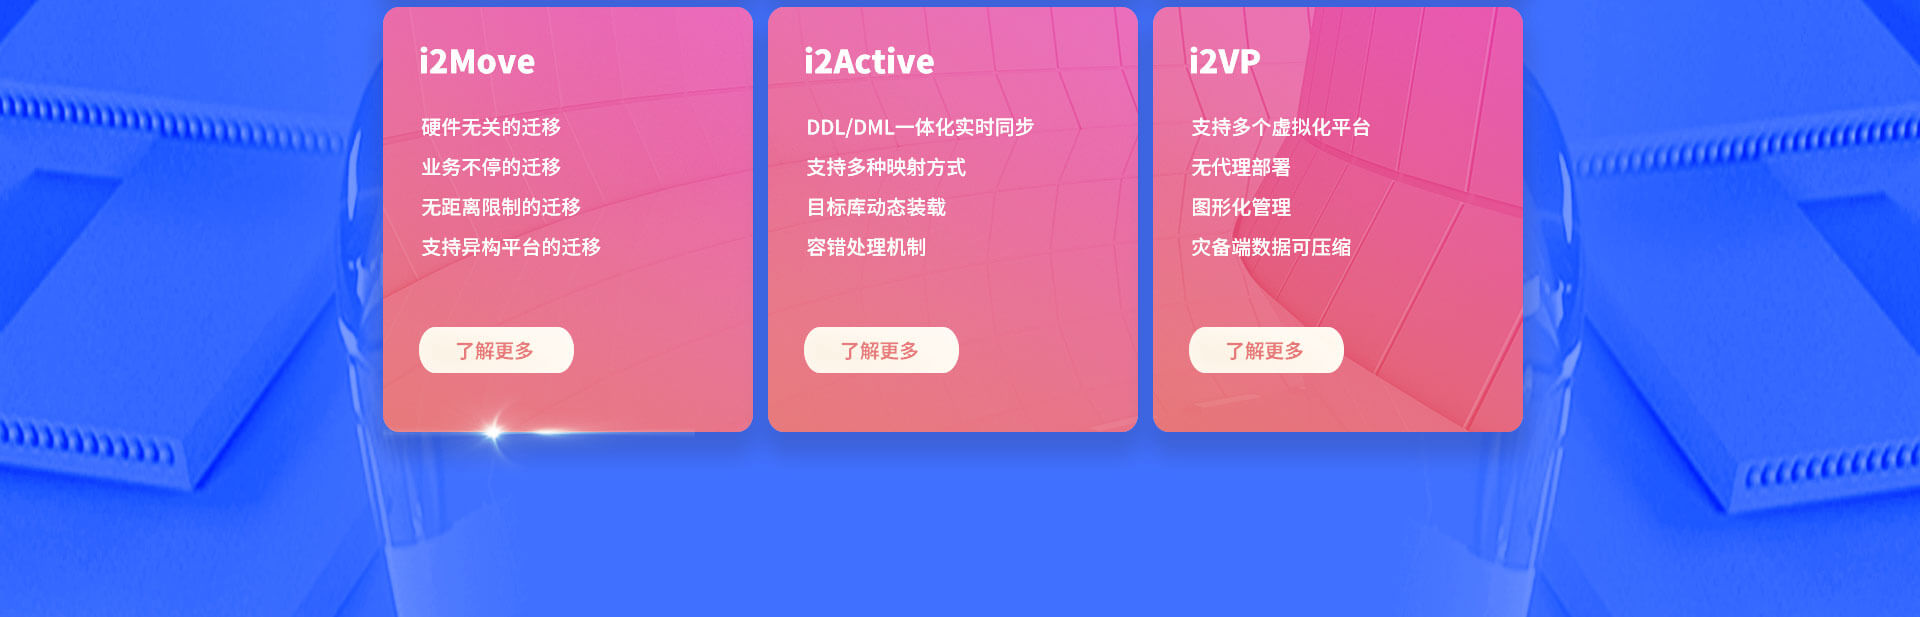 i2Move
硬件无关的迁移
业务不停的迁移
无距离限制的迁移
支持异构平台的迁移
了解更多
i2Active
DDL/DML一体化实时同步
支持多种映射方式
目标库动态装载
容错处理机制
了解更多
i2VP
支持多个虚拟化平台
无代理部署
图形化管理
灾备端数据可压缩
了解更多